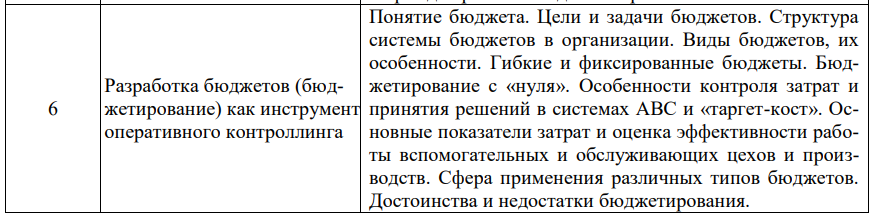 6
Разработка бюджетов (бюд-
жетирование) как инструмент
оперативного контроллинга
Понятие бюджета. Цели и задачи бюджетов. Структура
системы бюджетов в организации. Виды бюджетов, их
особенности. Гибкие и фиксированные бюджеты. Бюд-
жетирование с «нуля». Особенности контроля затрат и
принятия решений в системах АВС и «таргет-кост». Ос-
новные показатели затрат и оценка эффективности рабо-
ты вспомогательных и обслуживающих цехов и произ-
водств. Сфера применения различных типов бюджетов.
Достоинства и недостатки бюджетирования.